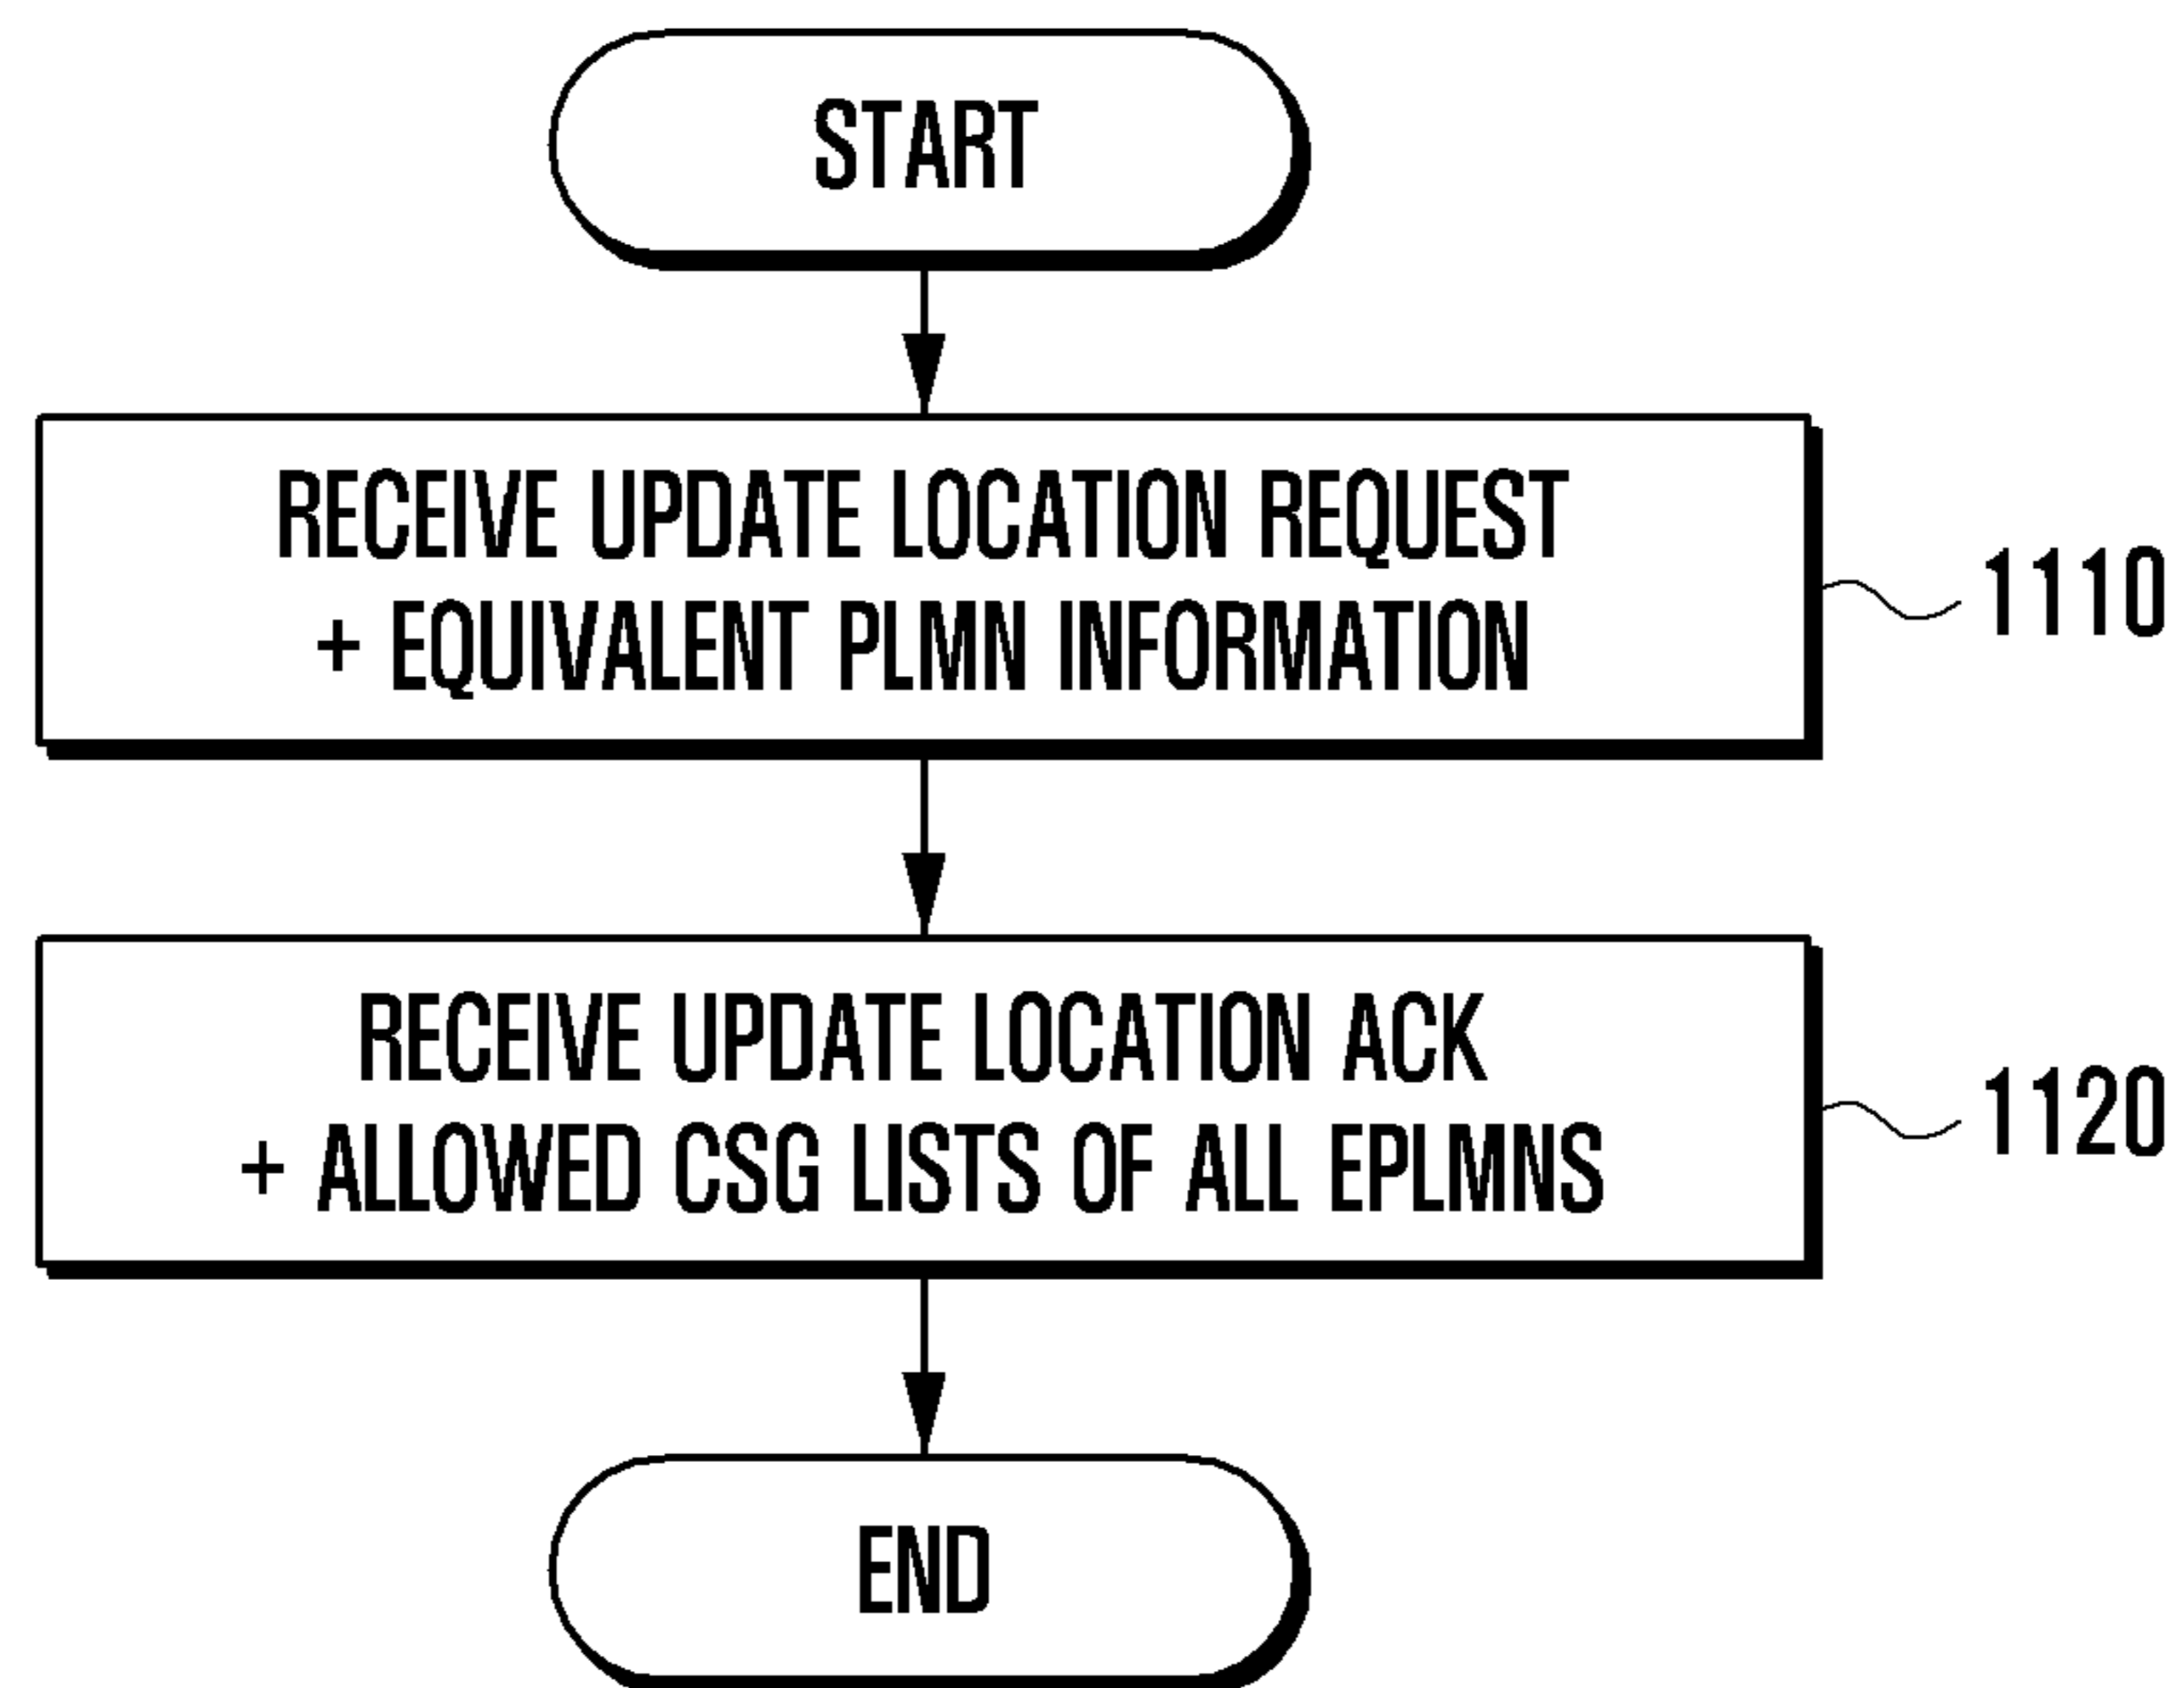 START
RECEIVE UPDATE LOCATION REQUEST
+ EQUIVALENT PLMN INFORMATION
1110
RECEIVE UPDATE LOCATION ACK
+ ALLOWED CSG LISTS OF ALL EPLMNS
1120
END